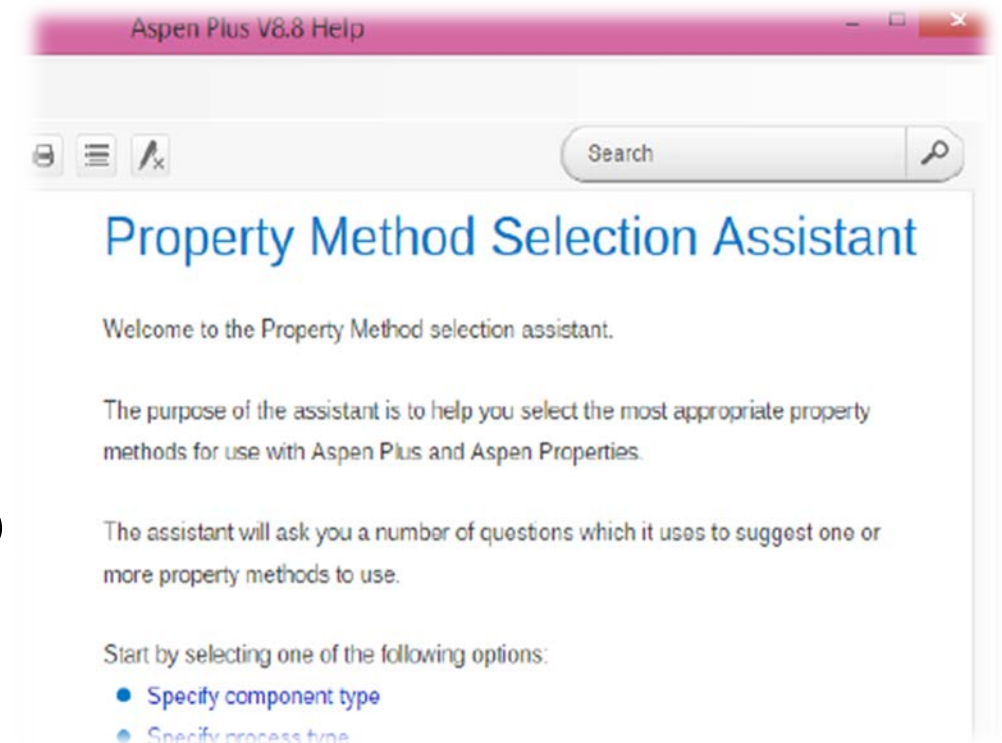 Aspen Plus V8.8 Help
Search
Property Method Selection Assistant
Welcome to the Property Method selection assistant.
The purpose of the assistant is to help you select the most appropriate property
methods for use with Aspen Plus and Aspen Properties.
)
The assistant will ask you a number of questions which it uses to suggest one or
more property methods to use.
Start by selecting one of the following options:
• Specify component type
• Specify process type